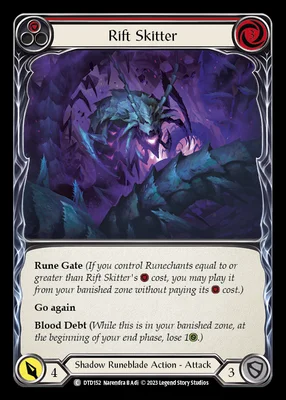 Rift Skitter
Rune Gate (If you control Runechants equal to or
greater than Rift Skitter's cost, you may play it
from your banished zone without paying its cost.)
Go again
Blood Debt (While this is in your banished zone, at
the beginning of your end phase, lose 1.)
Shadow Runeblade Action - Attack
4
3
C DTD152 Narendra B Adi © 2023 Legend Story Studios